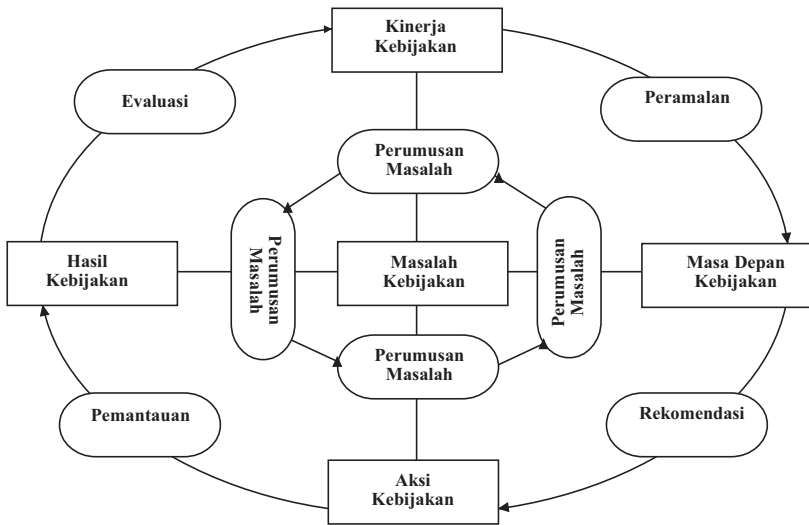 Kinerja
Kebijakan
Evaluasi
Peramalan
Perumusan
Masalah
Hasil
Kebijakan
Perumusan
Masalah
Masalah
Kebijakan
Perumusan
Masalah
Masa Depan
Kebijakan
Perumusan
Masalah
Pemantauan
Rekomendasi
Aksi
Kebijakan